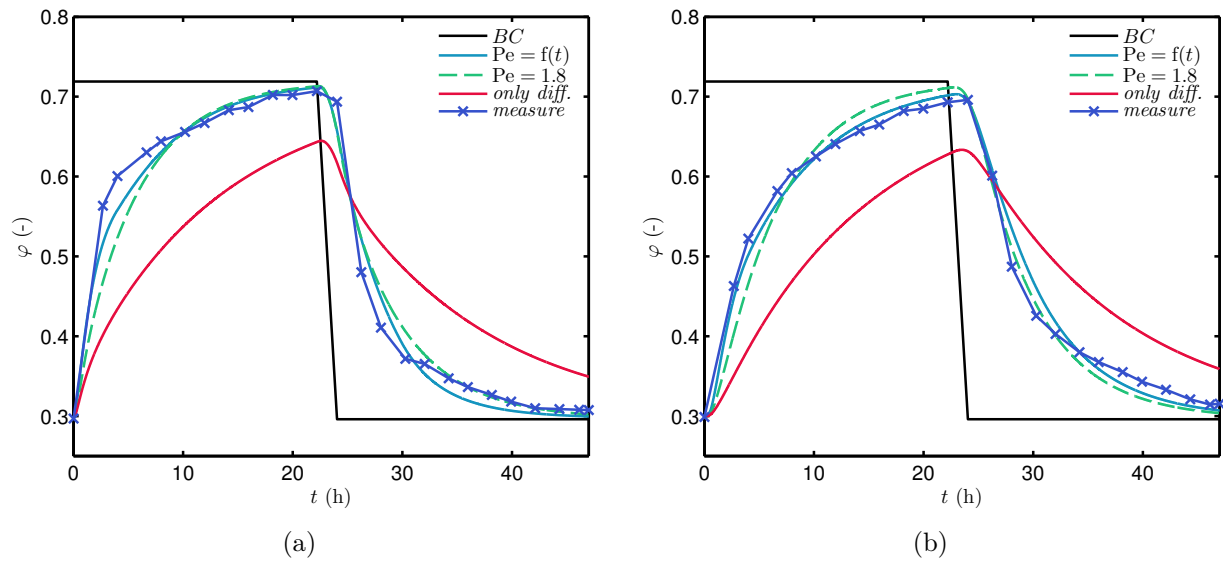 0.8
0.7
0.6
0.5
0.4
0.3
φ (-)
0
10
20
30
40
t (h)
BC
Pe = f(t)
Pe = 1.8
only diff.
measure
(a)
0.8
0.7
0.6
0.5
0.4
0.3
φ (-)
0
10
20
30
40
t (h)
BC
Pe = f(t)
Pe = 1.8
only diff.
measure
(b)